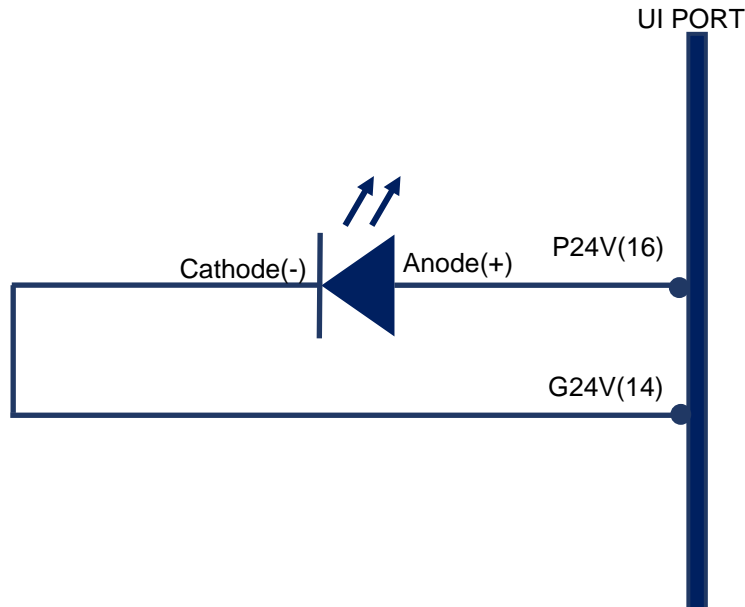 UI PORT
P24V(16)
Cathode(-)
Anode(+)
G24V(14)